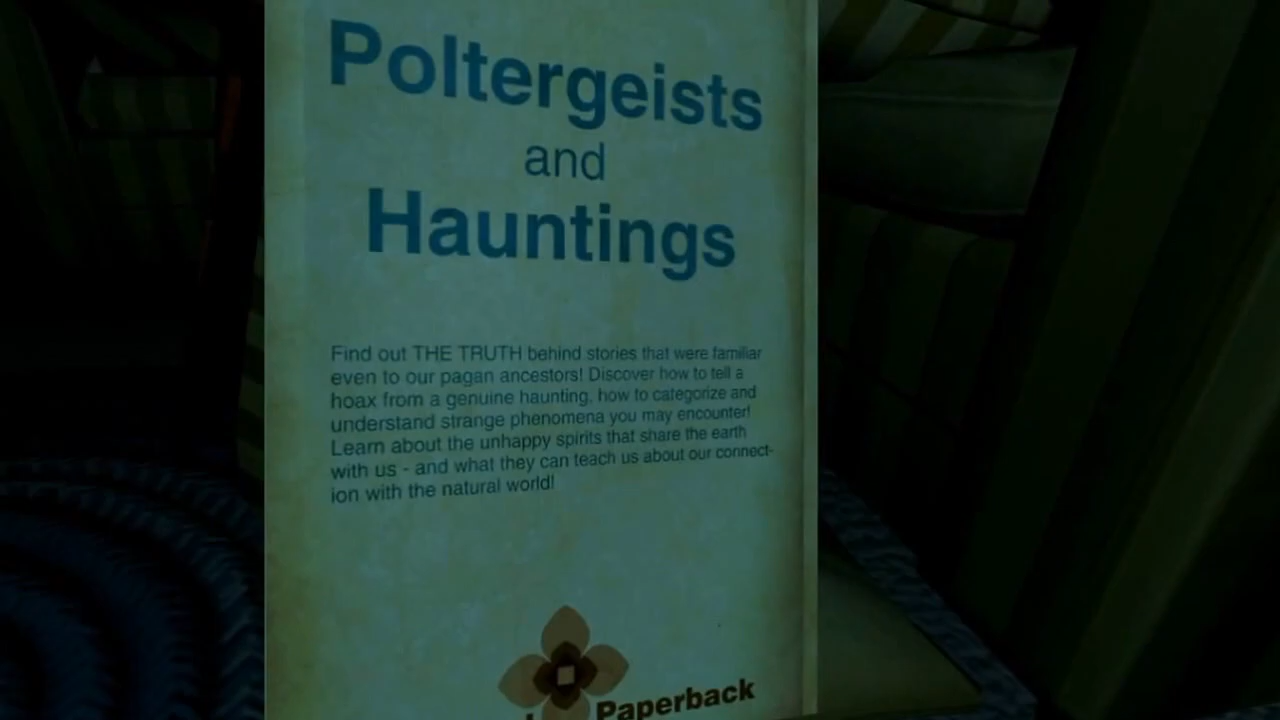 Poltergeists
and
Hauntings
Find out THE TRUTH behind stories that were familiar
even to our pagan ancestors! Discover how to tell a
hoax from a genuine haunting, how to categorize and
understand strange phenomena you may encounter!
Learn about the unhappy spirits that share the earth
with us - and what they can teach us about our connect-
ion with the natural world!
Paperback